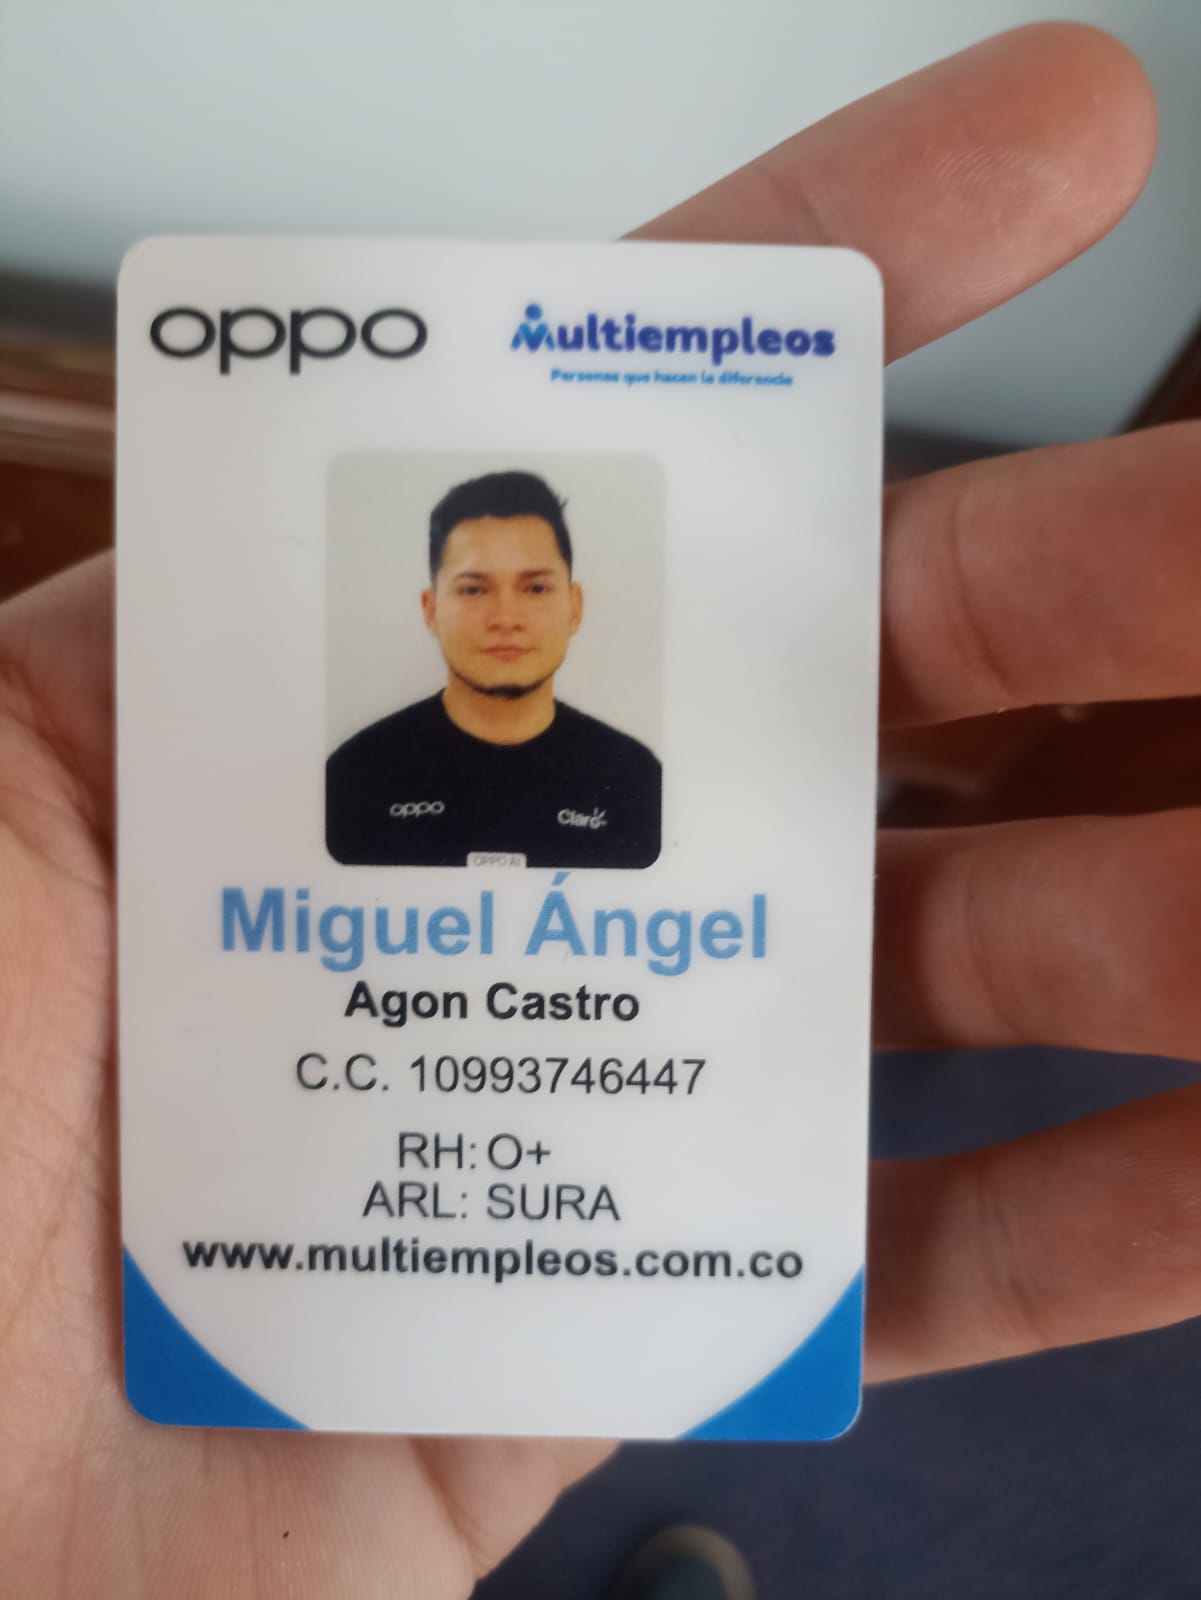 oppo
Multiempleos
Personas que hacen la diferencia
oppo
Claro
OPPO AI
Miguel Ángel
Agon Castro
C.C. 10993746447
RH: O+
ARL: SURA
www.multiempleos.com.co